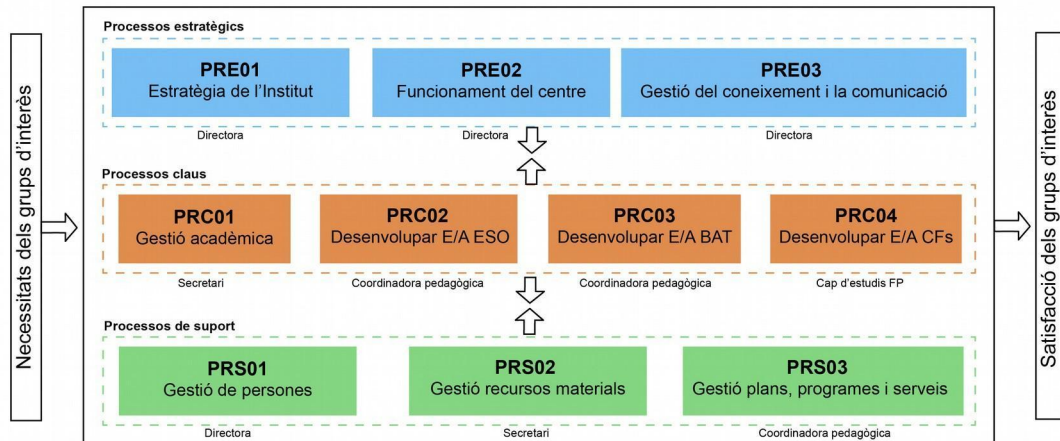 Necessitats dels grups d'interès
Processos estratégics
PRE01
Estratègia de l'Institut
PRE02
Funcionament del centre
PRE03
Gestió del coneixement i la comunicació
Directora
Directora
Directora
Processos claus
PRC01
Gestió acadèmica
PRC02
Desenvolupar E/A ESO
PRC03
Desenvolupar E/A BAT
PRC04
Desenvolupar E/A CFs
Secretari
Coordinadora pedagògica
Coordinadora pedagògica
Cap d'estudis FP
Processos de suport
PRS01
Gestió de persones
PRS02
Gestió recursos materials
PRS03
Gestió plans, programes i serveis
Directora
Secretari
Coordinadora pedagògica
Satisfacció dels grups d'interès